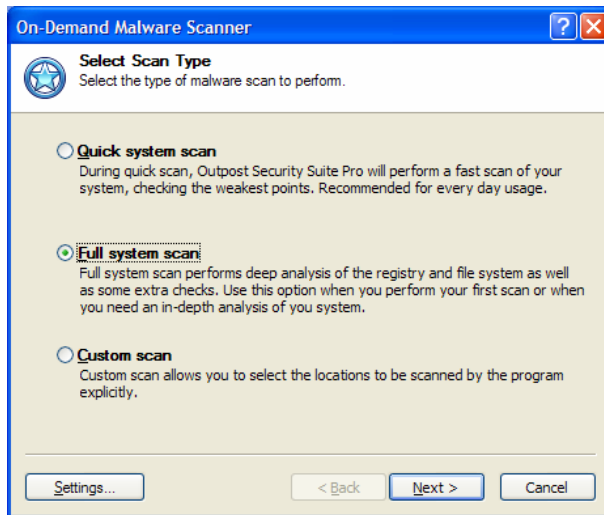 On-Demand Malware Scanner
Select Scan Type
Select the type of malware scan to perform.
Quick system scan
During quick scan, Outpost Security Suite Pro will perform a fast scan of your
system, checking the weakest points. Recommended for every day usage.
Full system scan
Full system scan performs deep analysis of the registry and file system as well
as some extra checks. Use this option when you perform your first scan or when
you need an in-depth analysis of you system.
Custom scan
Custom scan allows you to select the locations to be scanned by the program
explicitly.
Settings...
< Back
Next >
Cancel